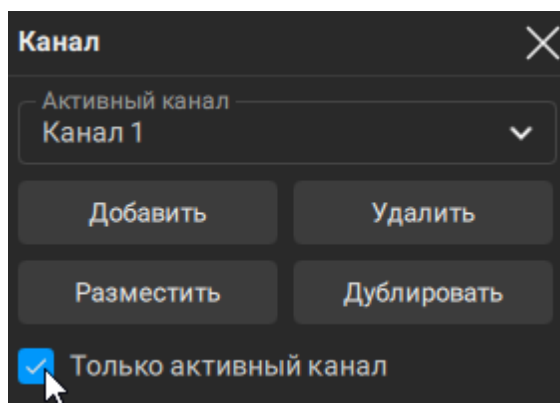 Канал
Активный канал
Канал 1
Добавить Удалить
Разместить Дублировать
Только активный канал